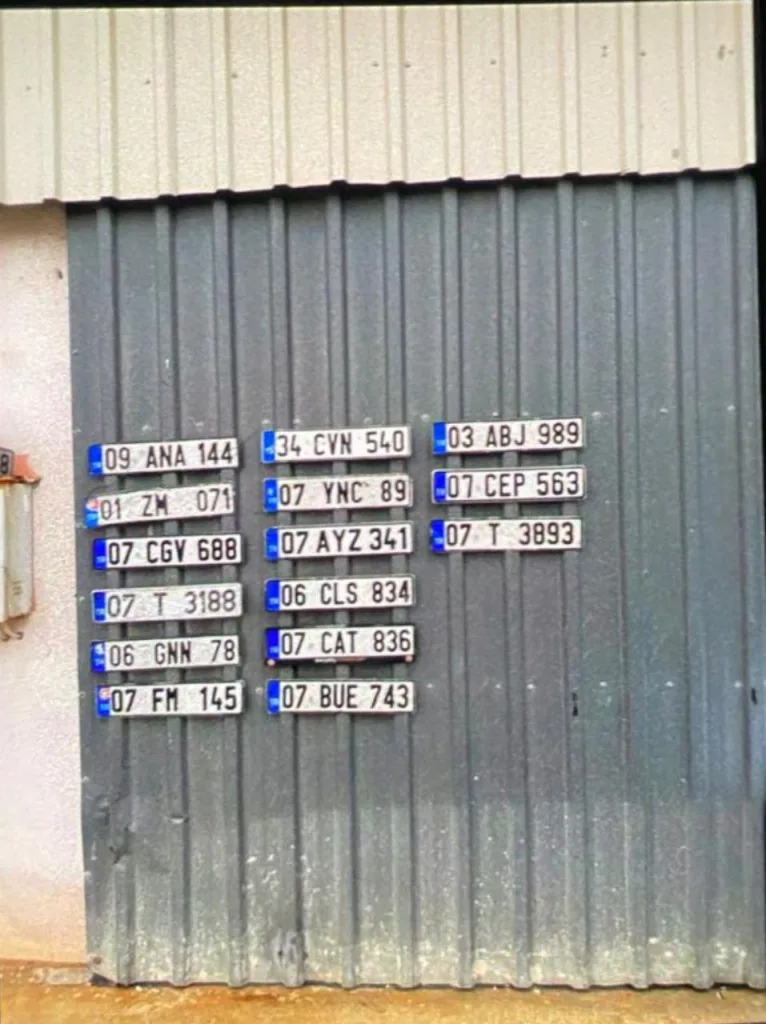 09 ANA 144
01 ZM 071
07 CGV 688
07 T 3188
06 GNN 78
07 FM 145
34 CVN 540
07 YNC 89
07 AYZ 341
06 CLS 834
07 CAT 836
07 BUE 743
03 ABJ 989
07 CEP 563
07 T 3893